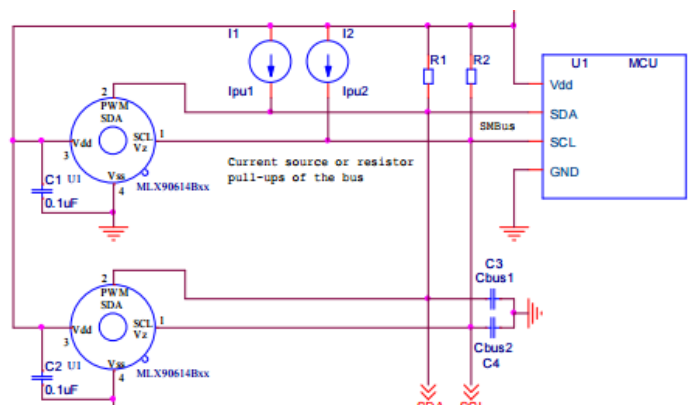 I1
I2
R1
R2
U1 MCU
Ipu1
Ipu2
Vdd
SDA
SCL
GND
SMBus
2
PWM
SDA
SCL
Vz
1
Vdd
3
Vss
4
C1
U1
0.1uF
MLX90614Bxx
Current source or resistor
pull-ups of the bus
2
PWM
SDA
SCL
Vz
1
Vdd
3
Vss
4
C2
U1
0.1uF
MLX90614Bxx
C3
Cbus1
Cbus2
C4
SDA
SCL